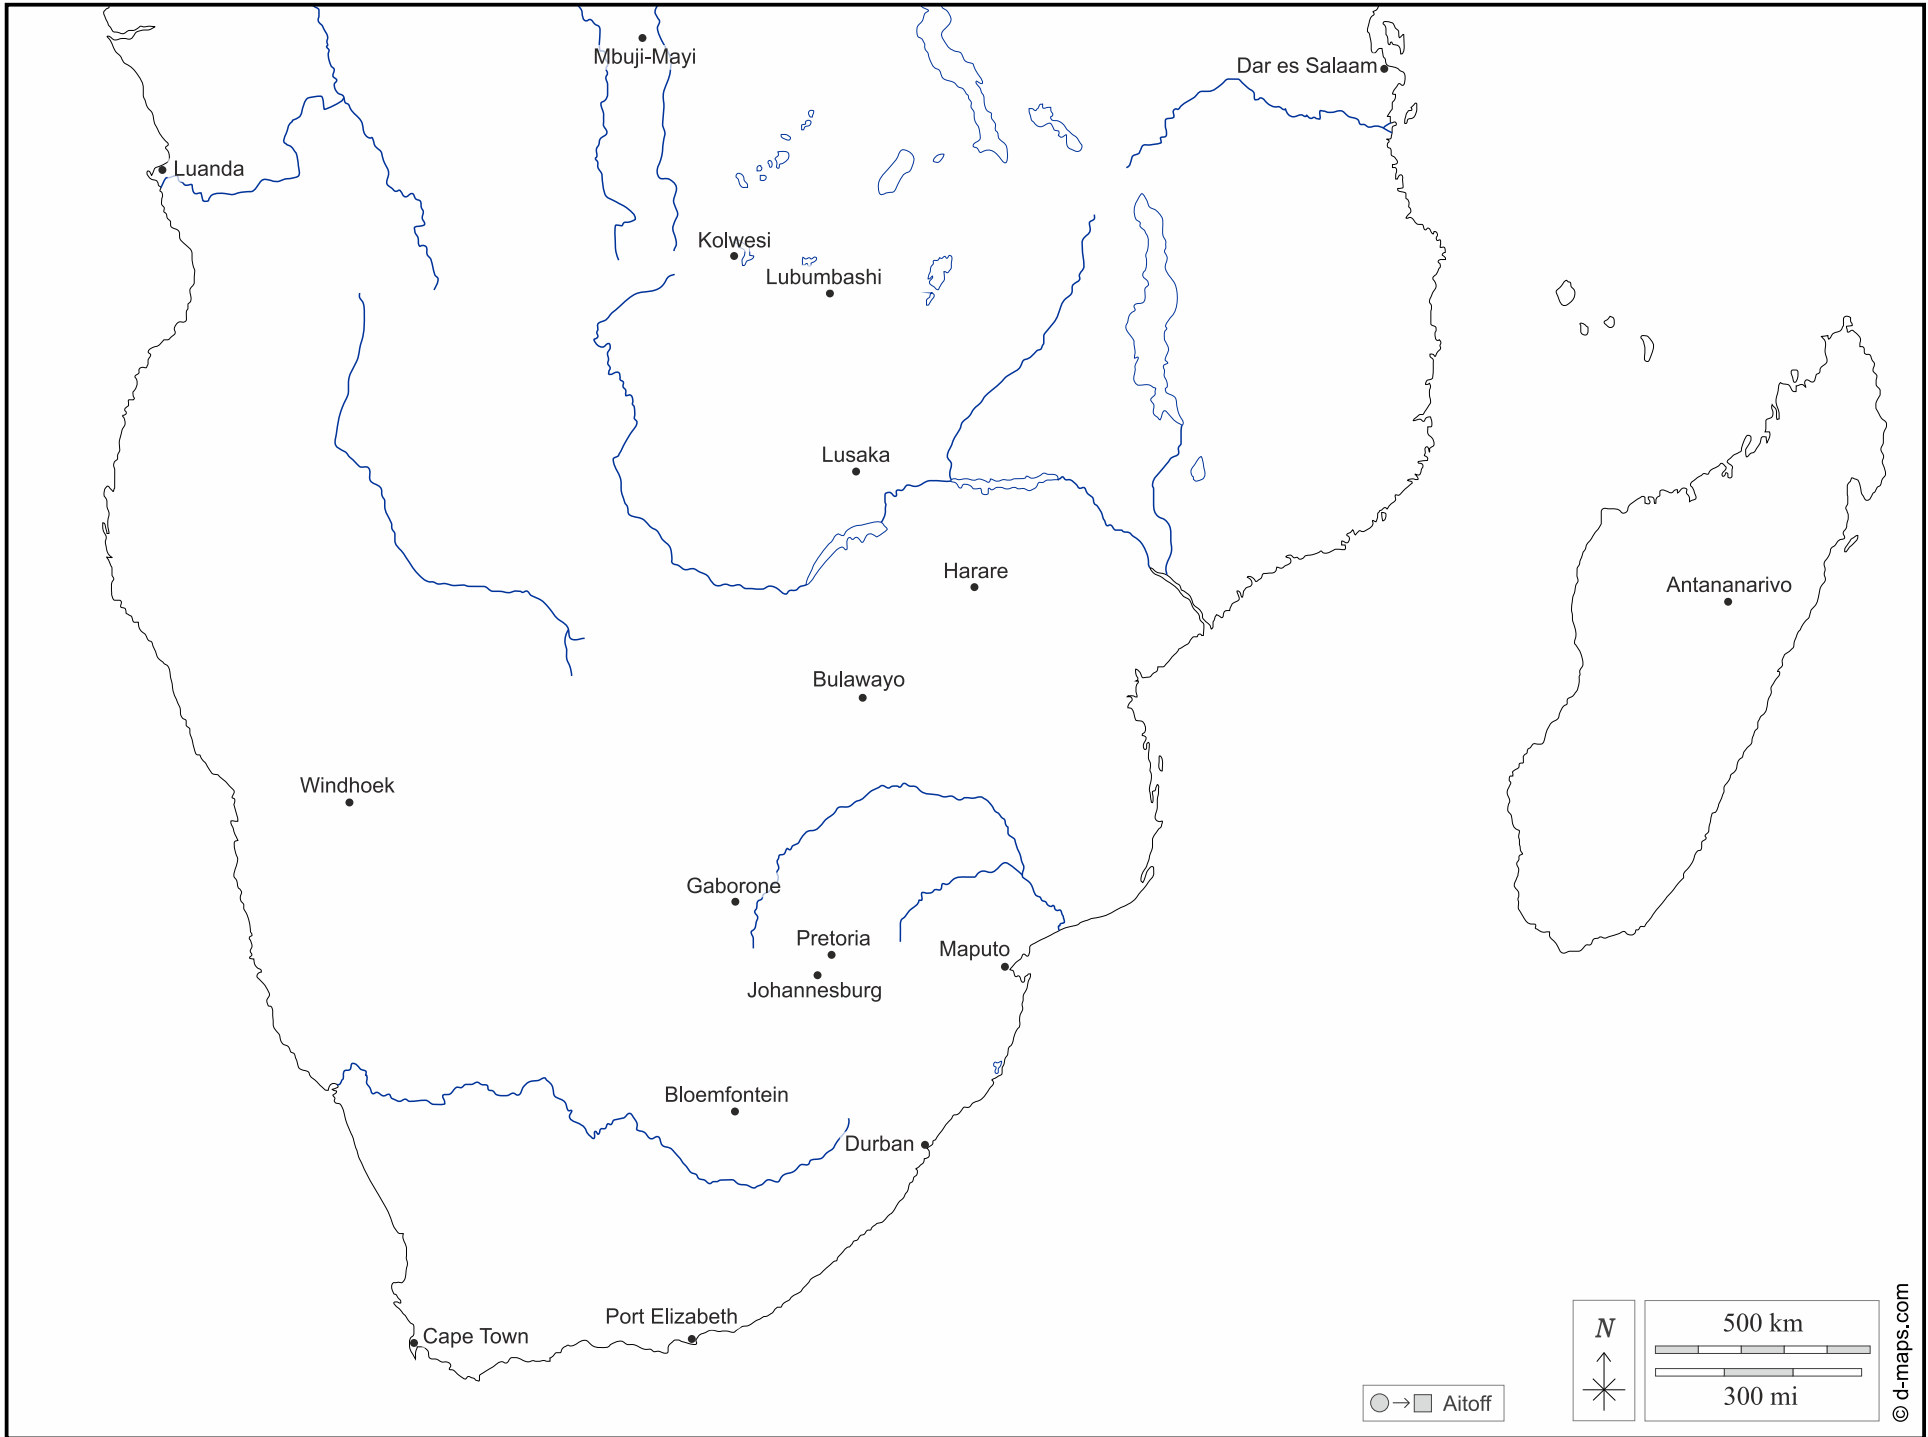 Mbuji-Mayi
Dar es Salaam
Luanda
Kolwesi
Lubumbashi
Lusaka
Harare
Antananarivo
Bulawayo
Windhoek
Gaborone
Pretoria
Maputo
Johannesburg
Bloemfontein
Durban
Port Elizabeth
Cape Town
N
500 km
300 mi
Aitoff
© d-maps.com